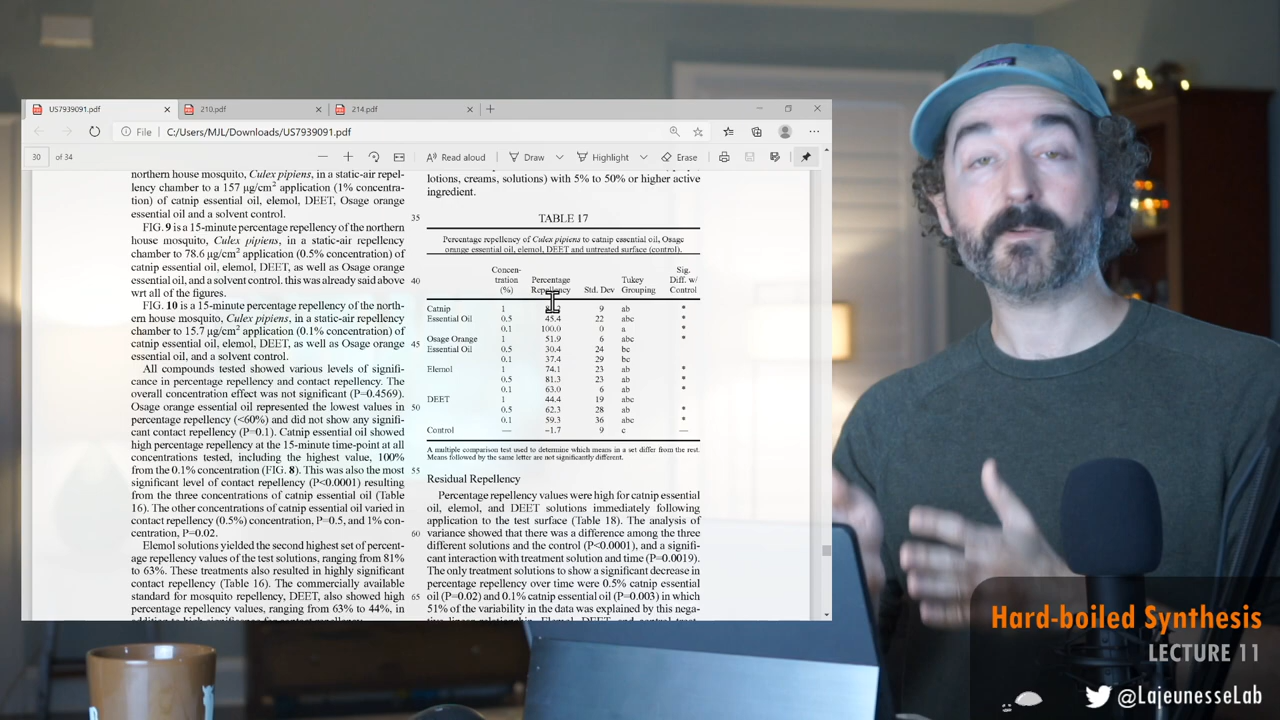 US7939091.pdf
210.pdf
214.pdf
File
C:/Users/MJL/Downloads/US7939091.pdf
30 of 34
Read aloud
Draw
Highlight
Erase
northern house mosquito, Culex pipiens, in a static-air repel-
lency chamber to a 157 μg/cm² application (1% concentra-
tion) of catnip essential oil, elemol, DEET, Osage orange
essential oil and a solvent control.
FIG. 9 is a 15-minute percentage repellency of the northern
house mosquito, Culex pipiens, in a static-air repellency
chamber to 78.6 μg/cm² application (0.5% concentration) of
catnip essential oil, elemol, DEET, as well as Osage orange
essential oil, and a solvent control. this was already said above
wrt all of the figures.
FIG. 10 is a 15-minute percentage repellency of the north-
ern house mosquito, Culex pipiens, in a static-air repellency
chamber to 15.7 μg/cm² application (0.1% concentration) of
catnip essential oil, elemol, DEET, as well as Osage orange
essential oil, and a solvent control.
All compounds tested showed various levels of signifi-
cance in percentage repellency and contact repellency. The
overall concentration effect was not significant (P=0.4569).
Osage orange essential oil represented the lowest values in
percentage repellency (<60%) and did not show any signifi-
cant contact repellency (P=0.1). Catnip essential oil showed
high percentage repellency at the 15-minute time-point at all
concentrations tested, including the highest value, 100%
from the 0.1% concentration (FIG. 8). This was also the most
significant level of contact repellency (P<0.0001) resulting
from the three concentrations of catnip essential oil (Table
16). The other concentrations of catnip essential oil varied in
contact repellency (0.5%) concentration, P=0.5, and 1% con-
centration, P=0.02.
Elemol solutions yielded the second highest set of percent-
age repellency values of the test solutions, ranging from 81%
to 63%. These treatments also resulted in highly significant
contact repellency (Table 16). The commercially available
standard for mosquito repellency, DEET, also showed high
percentage repellency values, ranging from 63% to 44%, in
addition to high significance for contact repellency.
35
40
45
50
55
60
65
lotions, creams, solutions) with 5% to 50% or higher active
ingredient.
TABLE 17
Percentage repellency of Culex pipiens to catnip essential oil, Osage
orange essential oil, elemol, DEET and untreated surface (control).
Concen- Sig.
tration Percentage Tukey Diff. w/
(%) Repellency Std. Dev Grouping Control
Catnip 1 9 ab *
Essential Oil 0.5 45.4 22 abc *
0.1 100.0 0 a *
Osage Orange 1 51.9 6 abc *
Essential Oil 0.5 30.4 24 bc
0.1 37.4 29 bc
Elemol 1 74.1 23 ab *
0.5 81.3 23 ab *
0.1 63.0 6 ab *
DEET 1 44.4 19 abc
0.5 62.3 28 ab *
0.1 59.3 36 abc *
Control — −1.7 9 c —
A multiple comparison test used to determine which means in a set differ from the rest.
Means followed by the same letter are not significantly different.
Residual Repellency
Percentage repellency values were high for catnip essential
oil, elemol, and DEET solutions immediately following
application to the test surface (Table 18). The analysis of
variance showed that there was a difference among the three
different solutions and the control (P<0.0001), and a signifi-
cant interaction with treatment solution and time (P=0.0019).
The only treatment solutions to show a significant decrease in
percentage repellency over time were 0.5% catnip essential
oil (P=0.02) and 0.1% catnip essential oil (P=0.003) in which
51% of the variability in the data was explained by this nega-
tive linear relationship. Elemol, DEET, and control treat-
Hard-boiled Synthesis
LECTURE 11
@LajeunesseLab